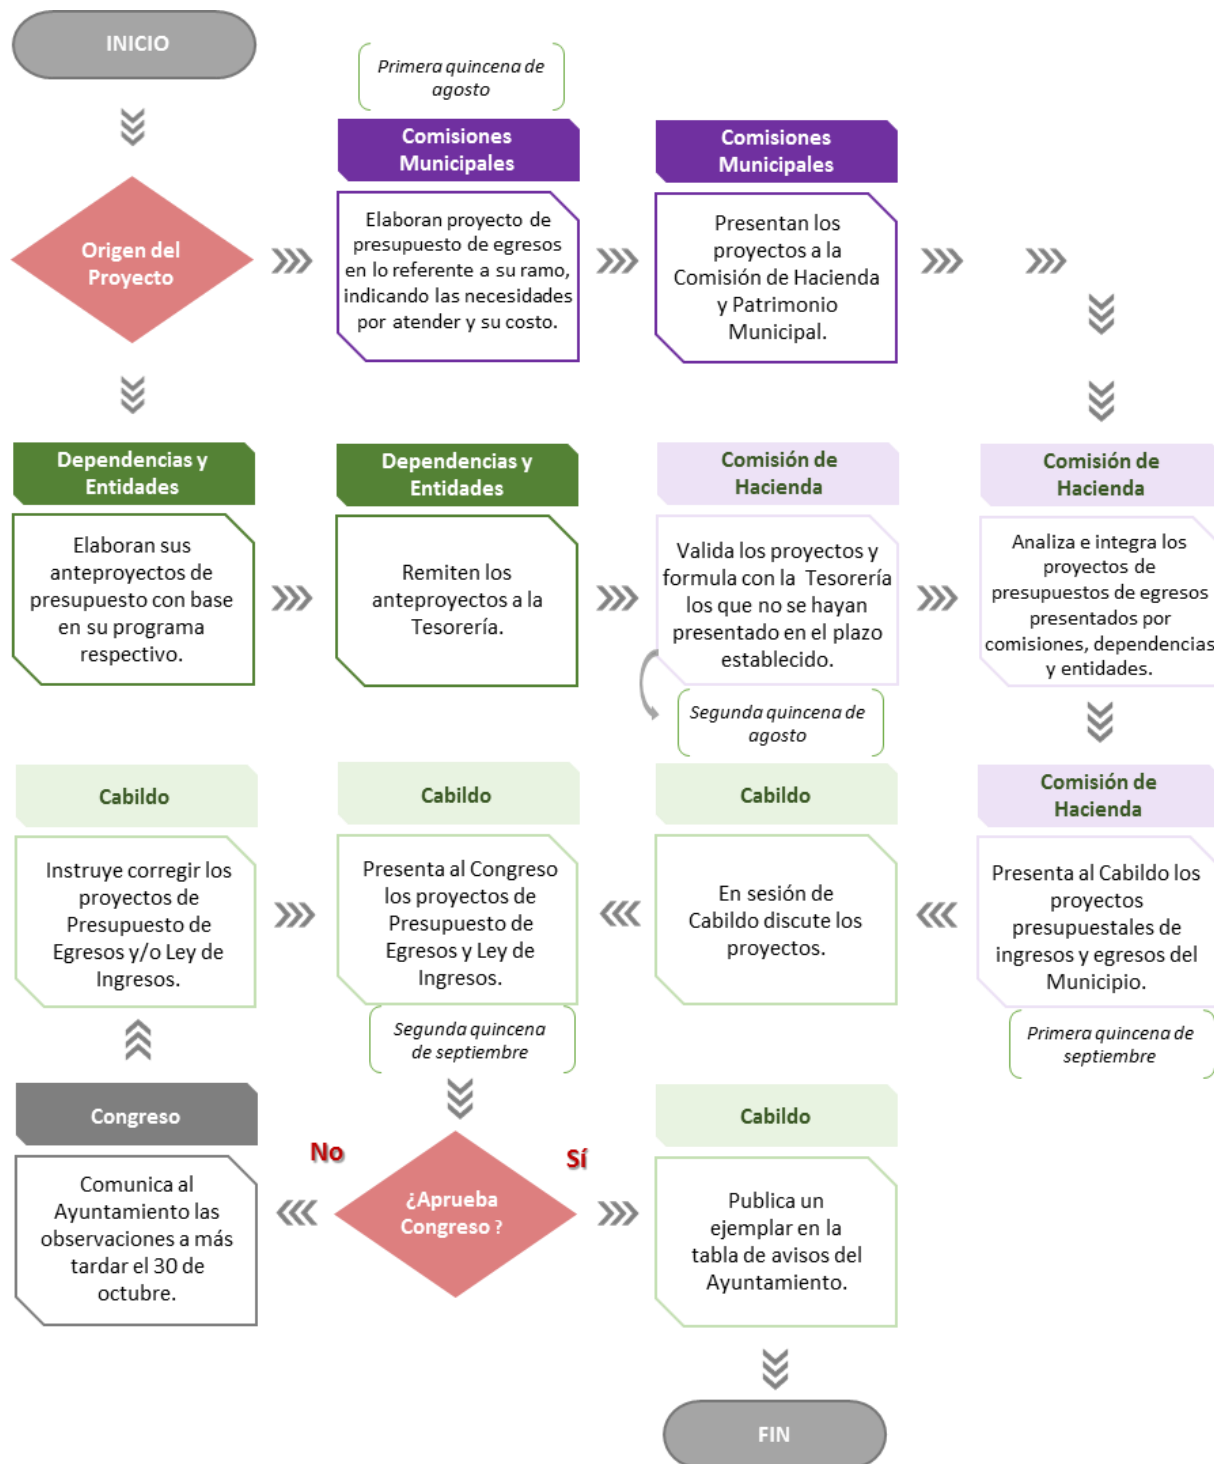 INICIO
Primera quincena de
agosto
Comisiones
Municipales
Comisiones
Municipales
Origen del
Proyecto
Elaboran proyecto de
presupuesto de egresos
en lo referente a su ramo,
indicando las necesidades
por atender y su costo.
Presentan los
proyectos a la
Comisión de Hacienda
y Patrimonio
Municipal.
Dependencias y
Entidades
Dependencias y
Entidades
Comisión de
Hacienda
Comisión de
Hacienda
Elaboran sus
anteproyectos de
presupuesto con base
en su programa
respectivo.
Remiten los
anteproyectos a la
Tesorería.
Valida los proyectos y
formula con la Tesorería
los que no se hayan
presentado en el plazo
establecido.
Analiza e integra los
proyectos de
presupuestos de egresos
presentados por
comisiones, dependencias
y entidades.
Segunda quincena de
agosto
Cabildo
Cabildo
Cabildo
Comisión de
Hacienda
Instruye corregir los
proyectos de
Presupuesto de
Egresos y/o Ley de
Ingresos.
Presenta al Congreso
los proyectos de
Presupuesto de
Egresos y Ley de
Ingresos.
En sesión de
Cabildo discute los
proyectos.
Presenta al Cabildo los
proyectos
presupuestales de
ingresos y egresos del
Municipio.
Segunda quincena
de septiembre
Primera quincena de
septiembre
Congreso
Cabildo
No
Sí
Comunica al
Ayuntamiento las
observaciones a más
tardar el 30 de
octubre.
¿Aprueba
Congreso ?
Publica un
ejemplar en la
tabla de avisos del
Ayuntamiento.
FIN